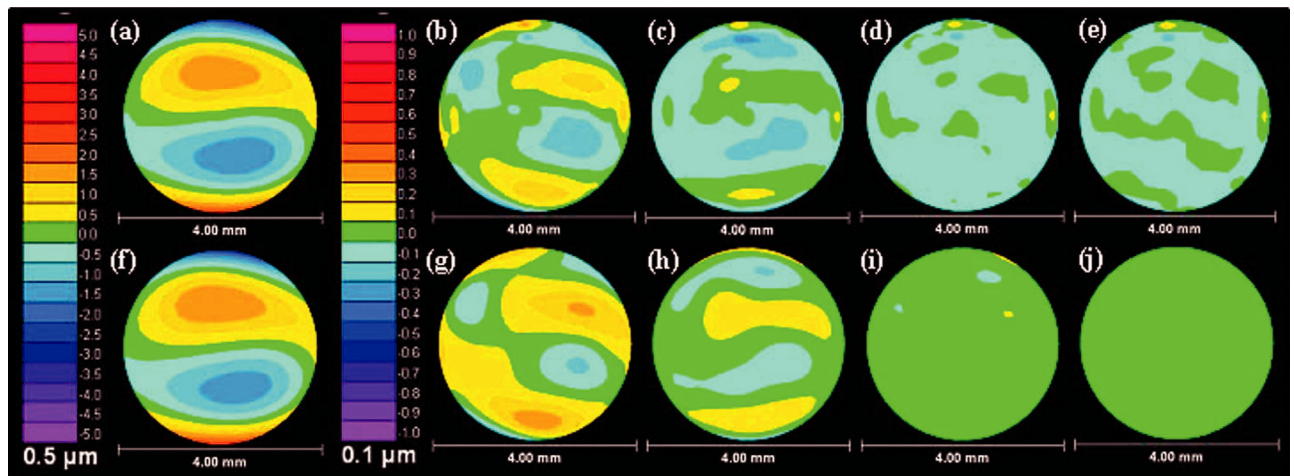 5.0
4.5
4.0
3.5
3.0
2.5
2.0
1.5
1.0
0.5
0.0
-0.5
-1.0
-1.5
-2.0
-2.5
-3.0
-3.5
-4.0
-4.5
-5.0
0.5 µm
(a)
4.00 mm
(f)
4.00 mm
1.0
0.9
0.8
0.7
0.6
0.5
0.4
0.3
0.2
0.1
0.0
-0.1
-0.2
-0.3
-0.4
-0.5
-0.6
-0.7
-0.8
-0.9
-1.0
0.1 µm
(b)
4.00 mm
(c)
4.00 mm
(d)
4.00 mm
(e)
4.00 mm
(g)
4.00 mm
(h)
4.00 mm
(i)
4.00 mm
(j)
4.00 mm